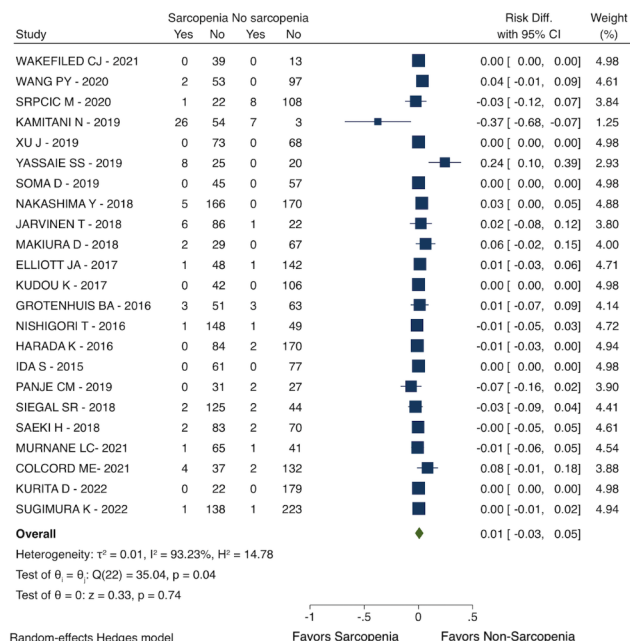 Sarcopenia No sarcopenia Risk Diff. Weight
Study Yes No Yes No with 95% CI (%)
WAKEFILED CJ - 2021 0 39 0 13 0.00 [ 0.00, 0.00] 4.98
WANG PY - 2020 2 53 0 97 0.04 [ -0.01, 0.09] 4.61
SRPCIC M - 2020 1 22 8 108 -0.03 [ -0.12, 0.07] 3.84
KAMITANI N - 2019 26 54 7 3 -0.37 [ -0.68, -0.07] 1.25
XU J - 2019 0 73 0 68 0.00 [ 0.00, 0.00] 4.98
YASSAIE SS - 2019 8 25 0 20 0.24 [ 0.10, 0.39] 2.93
SOMA D - 2019 0 45 0 57 0.00 [ 0.00, 0.00] 4.98
NAKASHIMA Y - 2018 5 166 0 170 0.03 [ 0.00, 0.05] 4.88
JARVINEN T - 2018 6 86 1 22 0.02 [ -0.08, 0.12] 3.80
MAKIURA D - 2018 2 29 0 67 0.06 [ -0.02, 0.15] 4.00
ELLIOTT JA - 2017 1 48 1 142 0.01 [ -0.03, 0.06] 4.71
KUDOU K - 2017 0 42 0 106 0.00 [ 0.00, 0.00] 4.98
GROTENHUIS BA - 2016 3 51 3 63 0.01 [ -0.07, 0.09] 4.14
NISHIGORI T - 2016 1 148 1 49 -0.01 [ -0.05, 0.03] 4.72
HARADA K - 2016 0 84 2 170 -0.01 [ -0.03, 0.00] 4.94
IDA S - 2015 0 61 0 77 0.00 [ 0.00, 0.00] 4.98
PANJE CM - 2019 0 31 2 27 -0.07 [ -0.16, 0.02] 3.90
SIEGAL SR - 2018 2 125 2 44 -0.03 [ -0.09, 0.04] 4.41
SAEKI H - 2018 2 83 2 70 -0.00 [ -0.05, 0.05] 4.61
MURNANE LC- 2021 1 65 1 41 -0.01 [ -0.06, 0.05] 4.54
COLCORD ME- 2021 4 37 2 132 0.08 [ -0.01, 0.18] 3.88
KURITA D - 2022 0 22 0 179 0.00 [ 0.00, 0.00] 4.98
SUGIMURA K - 2022 1 138 1 223 0.00 [ -0.01, 0.02] 4.94
Overall 0.01 [ -0.03, 0.05]
Heterogeneity: τ² = 0.01, I² = 93.23%, H² = 14.78
Test of θᵢ = θⱼ: Q(22) = 35.04, p = 0.04
Test of θ = 0: z = 0.33, p = 0.74
-1 -.5 0 .5
Random-effects Hedges model Favors Sarcopenia Favors Non-Sarcopenia